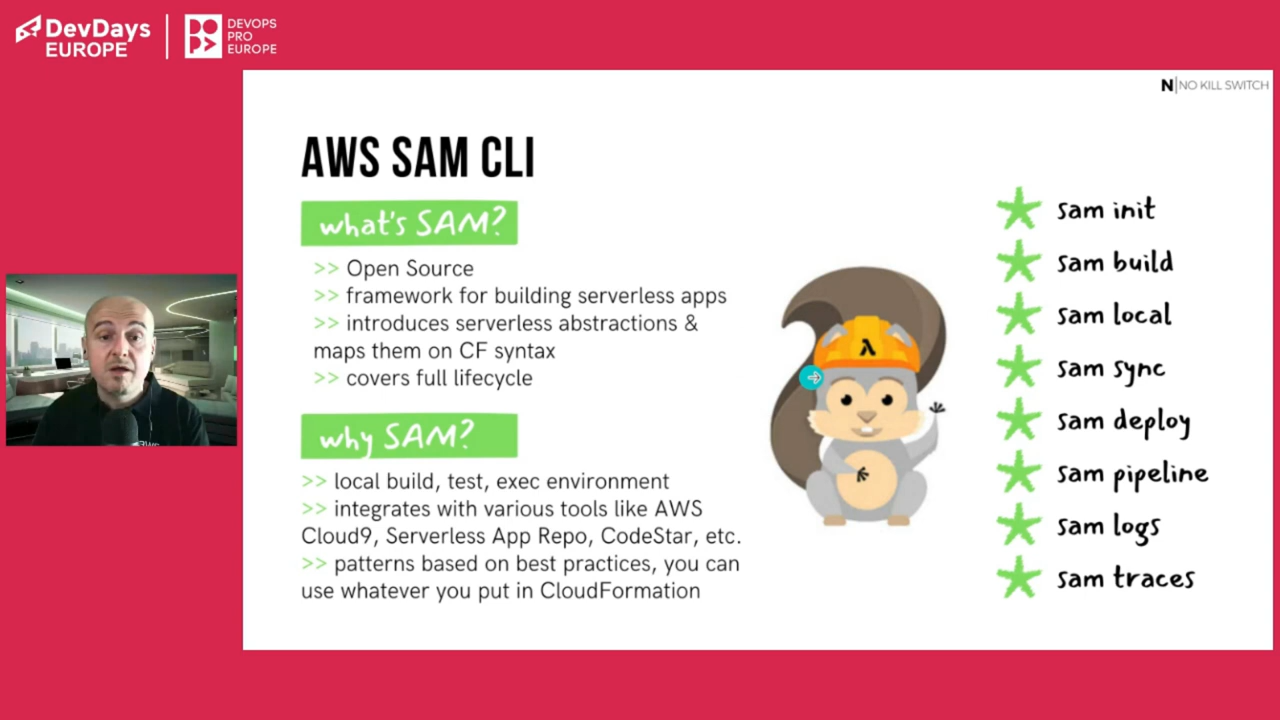 DevDays
EUROPE
DEVOPS
PRO
EUROPE
N|NO KILL SWITCH
AWS SAM CLI
what's SAM?
>> Open Source
>> framework for building serverless apps
>> introduces serverless abstractions &
maps them on CF syntax
>> covers full lifecycle
why SAM?
>> local build, test, exec environment
>> integrates with various tools like AWS
Cloud9, Serverless App Repo, CodeStar, etc.
>> patterns based on best practices, you can
use whatever you put in CloudFormation
λ
sam init
sam build
sam local
sam sync
sam deploy
sam pipeline
sam logs
sam traces